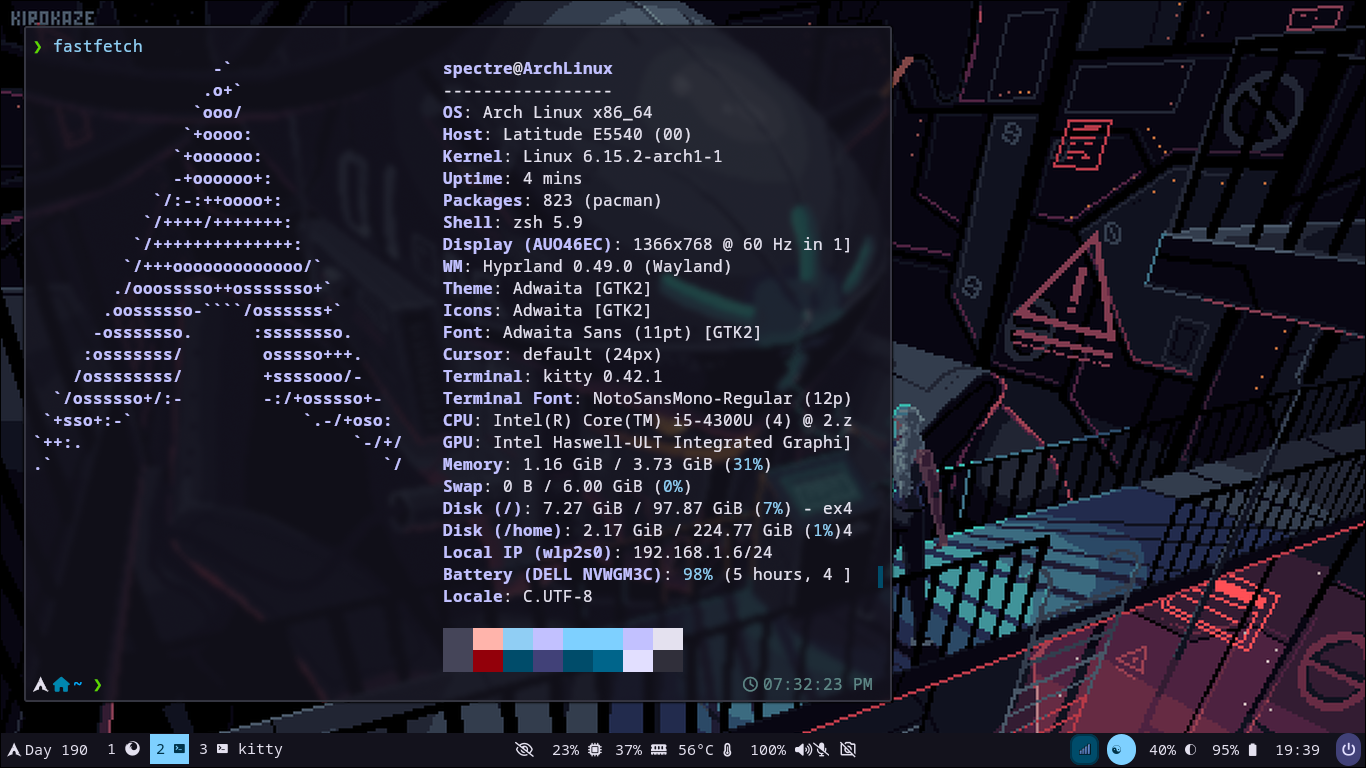 KIROKAZE
❯ fastfetch
-`
.o+`
`ooo/
`+oooo:
`+oooooo:
-+oooooo+:
`/:-:++oooo+:
`/++++/+++++++:
`/++++++++++++++:
`/+++ooooooooooooo/`
./ooosssso++osssssso+`
.oossssso-````/ossssss+`
-osssssso. :ssssssso.
:osssssss/ osssso+++.
/ossssssss/ +ssssooo/-
`/ossssso+/:- -:/+osssso+-
`+sso+:-` `.-/+oso:
`++:. `-/+/
.` `/
spectre@ArchLinux
-----------------
OS: Arch Linux x86_64
Host: Latitude E5540 (00)
Kernel: Linux 6.15.2-arch1-1
Uptime: 4 mins
Packages: 823 (pacman)
Shell: zsh 5.9
Display (AUO46EC): 1366x768 @ 60 Hz in 1]
WM: Hyprland 0.49.0 (Wayland)
Theme: Adwaita [GTK2]
Icons: Adwaita [GTK2]
Font: Adwaita Sans (11pt) [GTK2]
Cursor: default (24px)
Terminal: kitty 0.42.1
Terminal Font: NotoSansMono-Regular (12p)
CPU: Intel(R) Core(TM) i5-4300U (4) @ 2.z
GPU: Intel Haswell-ULT Integrated Graphi]
Memory: 1.16 GiB / 3.73 GiB (31%)
Swap: 0 B / 6.00 GiB (0%)
Disk (/): 7.27 GiB / 97.87 GiB (7%) - ex4
Disk (/home): 2.17 GiB / 224.77 GiB (1%)4
Local IP (wlp2s0): 192.168.1.6/24
Battery (DELL NVWGM3C): 98% (5 hours, 4 ]
Locale: C.UTF-8
~ ❯
07:32:23 PM
Day 190 1 2 3 kitty 23% 37% 56°C 100% 40% 95% 19:39